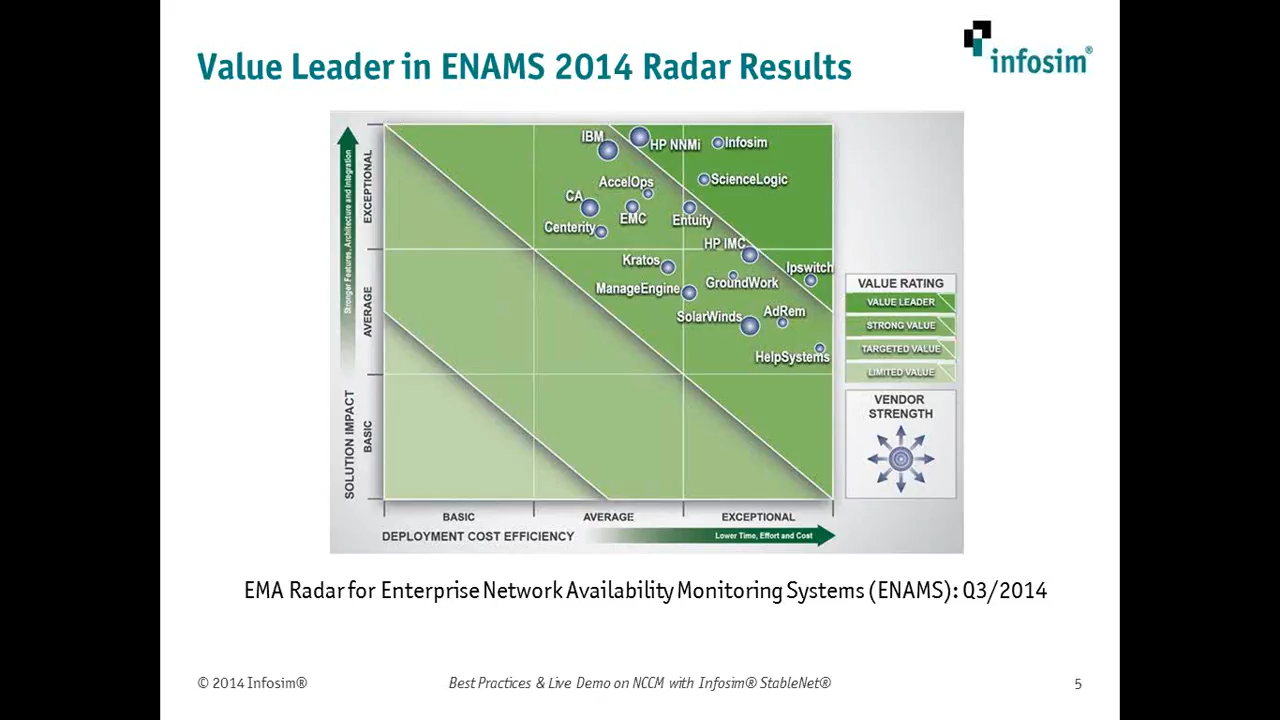 Value Leader in ENAMS 2014 Radar Results
infosim®
Stronger Features, Architecture and Integration
SOLUTION IMPACT
EXCEPTIONAL
AVERAGE
BASIC
IBM
HP NNMi
Infosim
AccelOps
ScienceLogic
CA
EMC
Entuity
Centerity
HP IMC
Kratos
Ipswitch
GroundWork
ManageEngine
SolarWinds
AdRem
HelpSystems
VALUE RATING
VALUE LEADER
STRONG VALUE
TARGETED VALUE
LIMITED VALUE
VENDOR
STRENGTH
BASIC
AVERAGE
EXCEPTIONAL
DEPLOYMENT COST EFFICIENCY
Lower Time, Effort and Cost
EMA Radar for Enterprise Network Availability Monitoring Systems (ENAMS): Q3/2014
© 2014 Infosim®
Best Practices & Live Demo on NCCM with Infosim® StableNet®
5